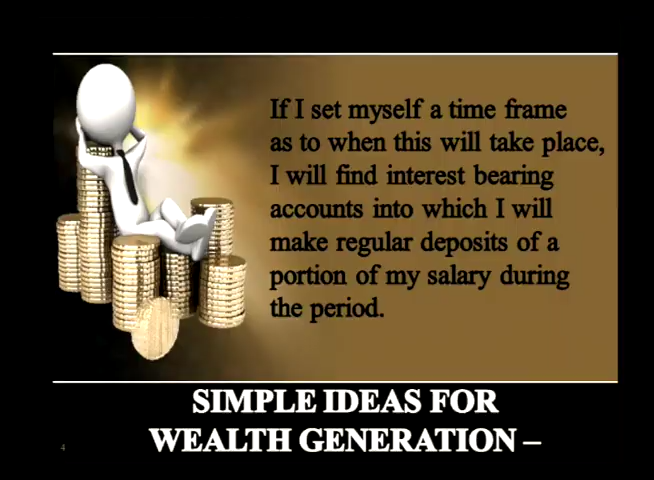 If I set myself a time frame
as to when this will take place,
I will find interest bearing
accounts into which I will
make regular deposits of a
portion of my salary during
the period.
SIMPLE IDEAS FOR
WEALTH GENERATION –
4